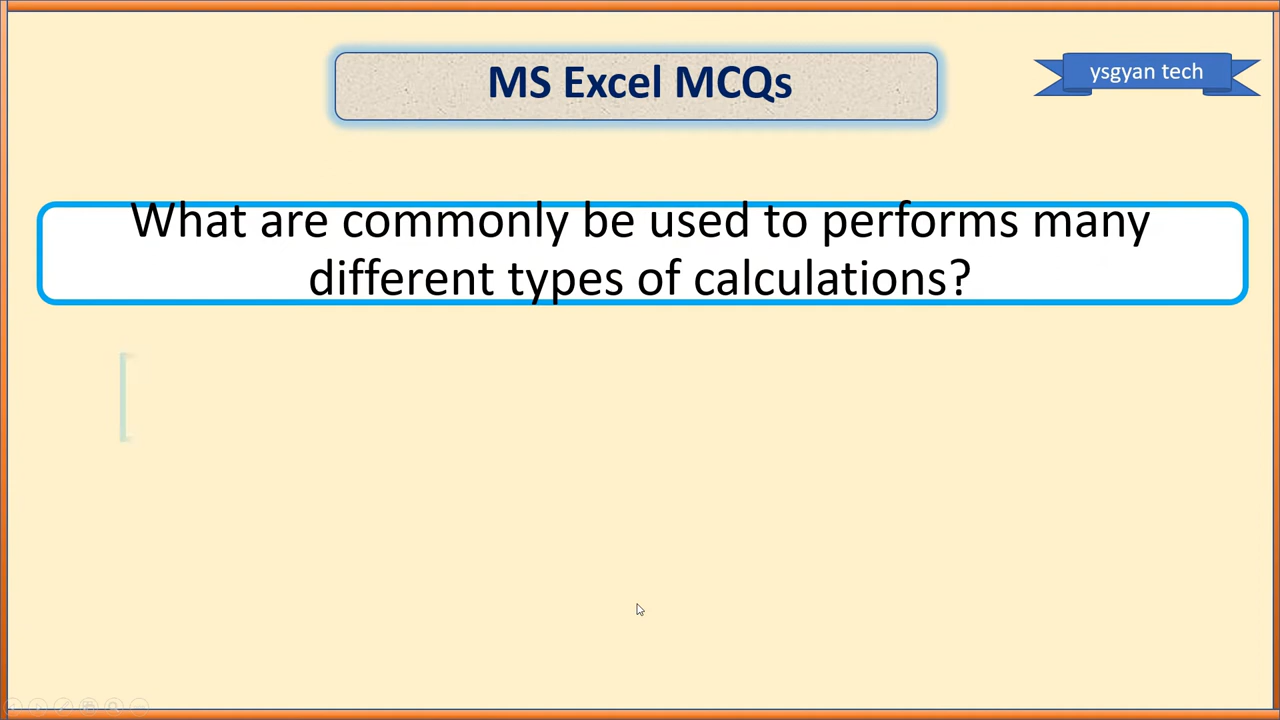 MS Excel MCQs
ysgyan tech
What are commonly be used to performs many
different types of calculations?